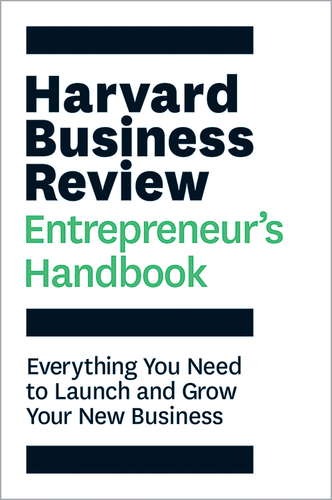 Harvard
Business
Review
Entrepreneur's
Handbook
Everything You Need
to Launch and Grow
Your New Business